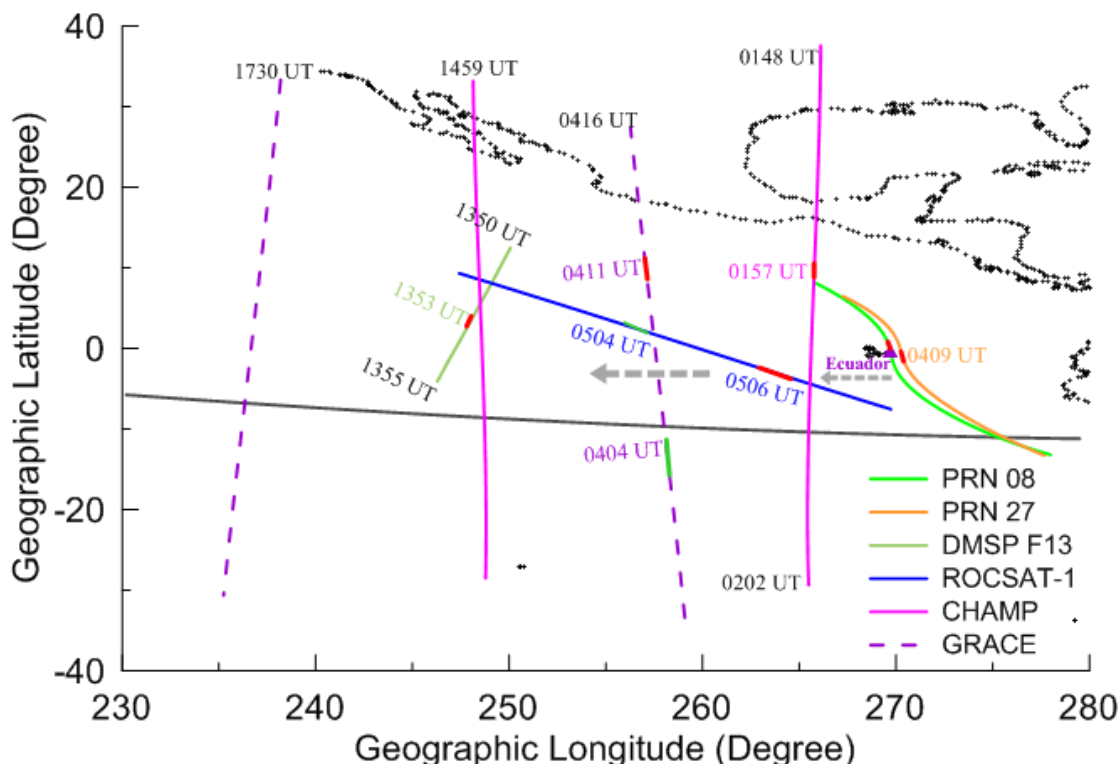 40
20
0
-20
-40
Geographic Latitude (Degree)
230
240
250
260
270
280
Geographic Longitude (Degree)
1730 UT
1459 UT
0148 UT
0416 UT
1350 UT
0411 UT
0157 UT
1353 UT
0504 UT
0409 UT
Ecuador
1355 UT
0506 UT
0404 UT
0202 UT
PRN 08
PRN 27
DMSP F13
ROCSAT-1
CHAMP
GRACE